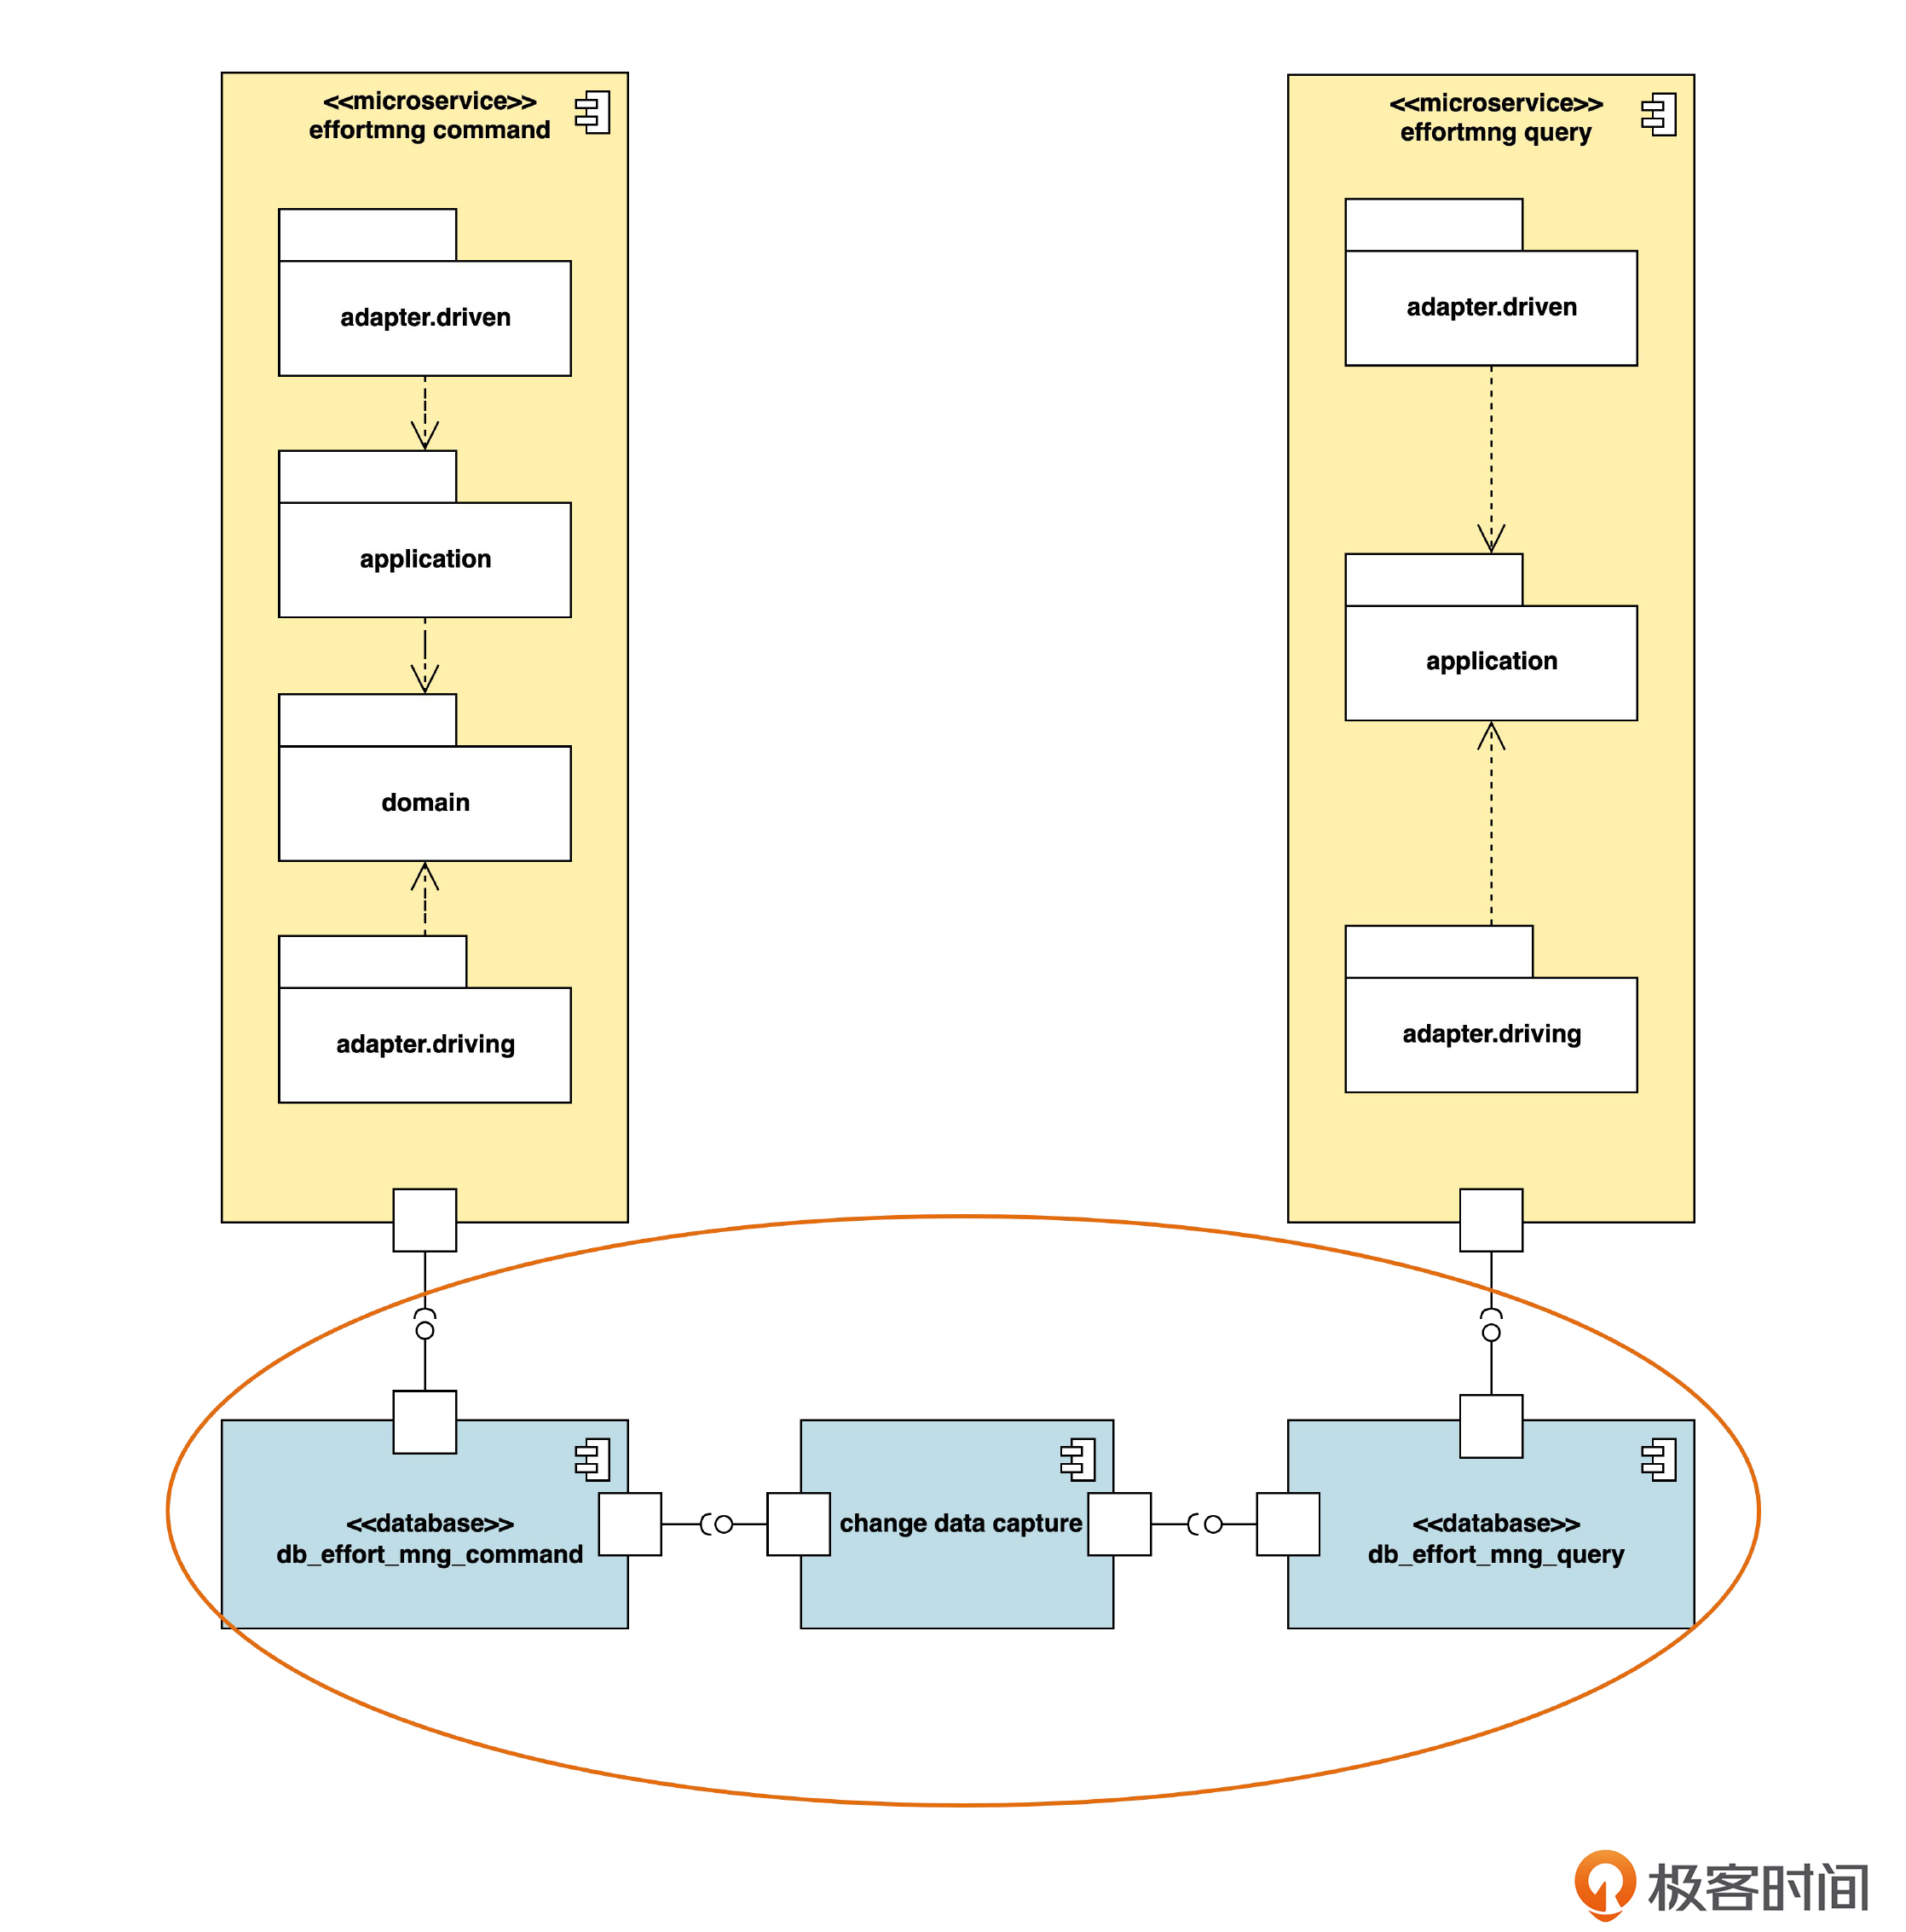 <<microservice>>
effortmng command
adapter.driven
application
domain
adapter.driving
<<microservice>>
effortmng query
adapter.driven
application
adapter.driving
<<database>>
db_effort_mng_command
change data capture
<<database>>
db_effort_mng_query
极客时间